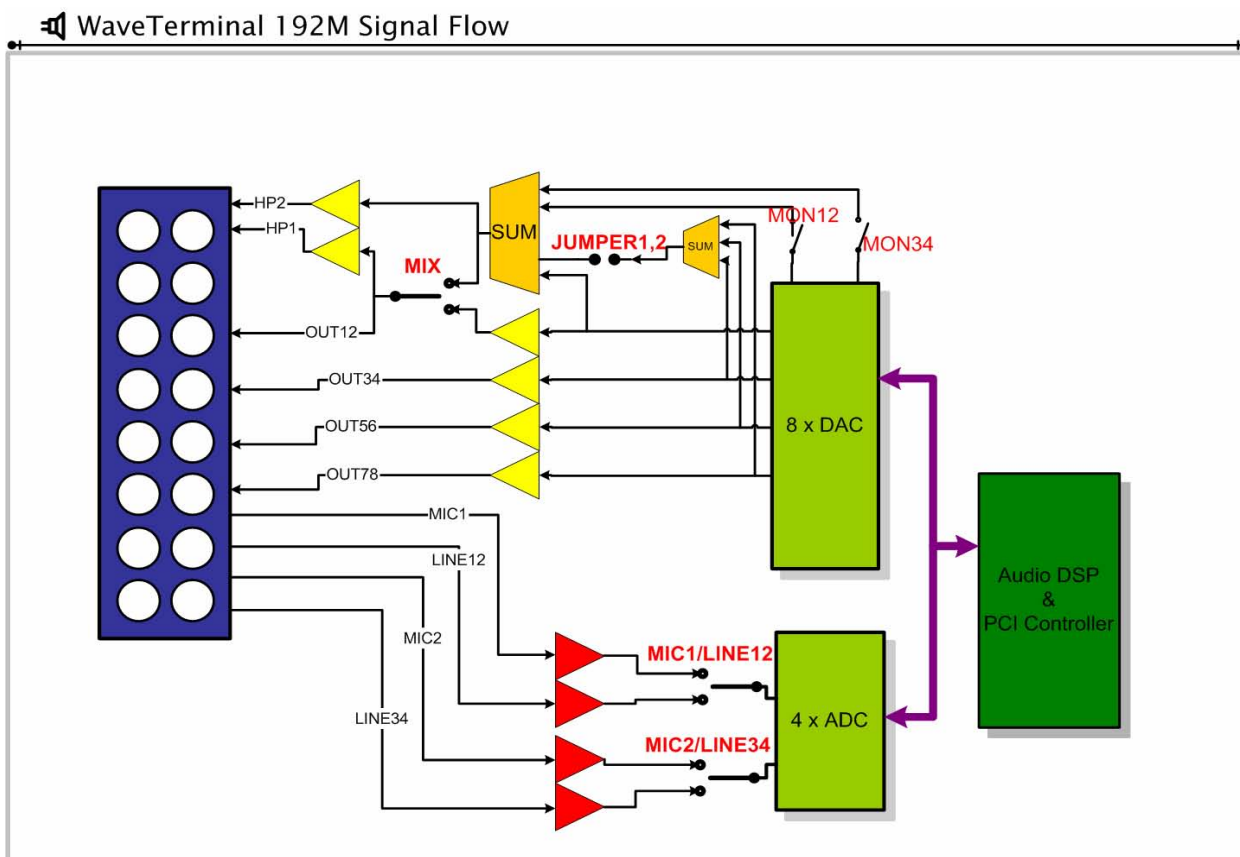 WaveTerminal 192M Signal Flow
HP2
HP1
SUM
MON12
MON34
JUMPER1,2
SUM
MIX
OUT12
OUT34
OUT56
OUT78
8 x DAC
MIC1
LINE12
MIC2
LINE34
Audio DSP
&
PCI Controller
MIC1/LINE12
4 x ADC
MIC2/LINE34